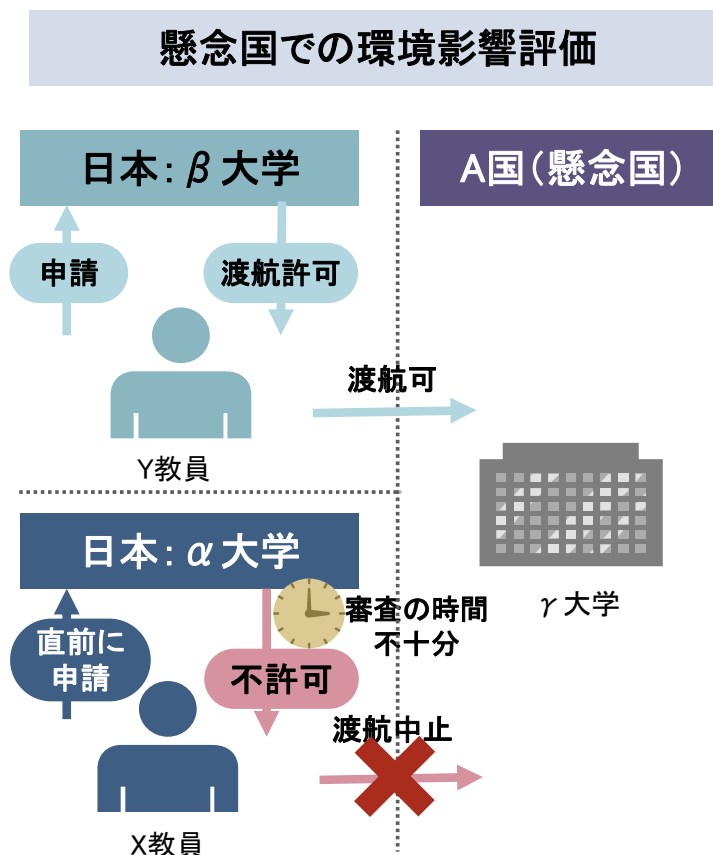 懸念国での環境影響評価
日本：β大学
A国（懸念国）
申請
渡航許可
渡航可
Y教員
γ大学
日本：α大学
審査の時間
不十分
直前に
申請
不許可
渡航中止
X教員